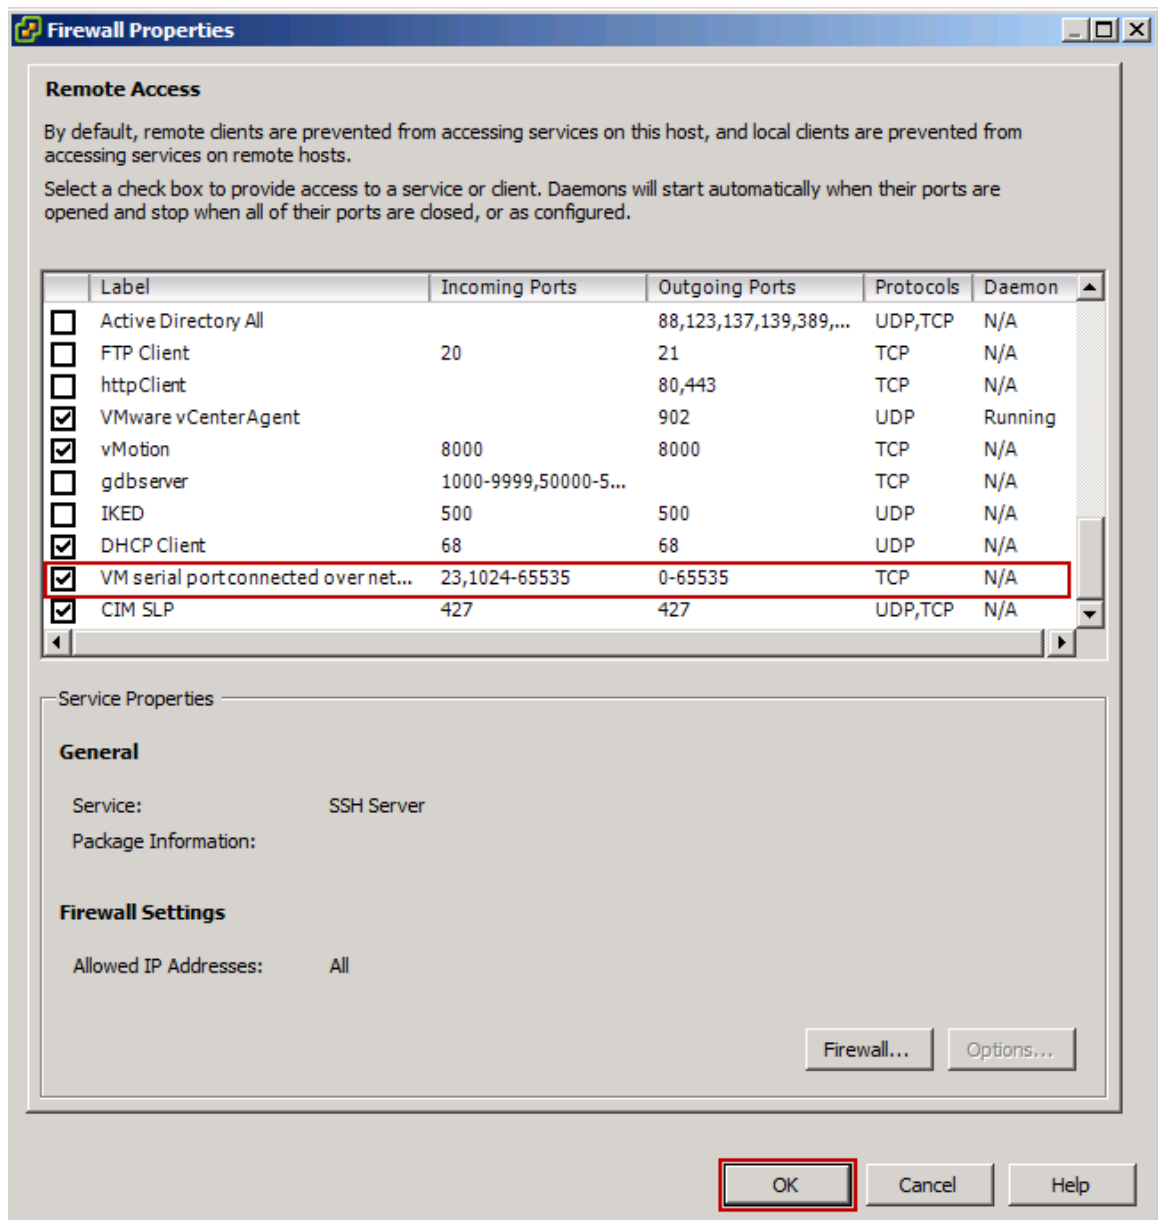 Firewall Properties
Remote Access
By default, remote clients are prevented from accessing services on this host, and local clients are prevented from
accessing services on remote hosts.
Select a check box to provide access to a service or client. Daemons will start automatically when their ports are
opened and stop when all of their ports are closed, or as configured.
Label Incoming Ports Outgoing Ports Protocols Daemon
Active Directory All 88,123,137,139,389,... UDP,TCP N/A
FTP Client 20 21 TCP N/A
httpClient 80,443 TCP N/A
VMware vCenterAgent 902 UDP Running
vMotion 8000 8000 TCP N/A
gdbserver 1000-9999,50000-5... TCP N/A
IKED 500 500 UDP N/A
DHCP Client 68 68 UDP N/A
VM serial port connected over net... 23,1024-65535 0-65535 TCP N/A
CIM SLP 427 427 UDP,TCP N/A
Service Properties
General
Service: SSH Server
Package Information:
Firewall Settings
Allowed IP Addresses: All
Firewall... Options...
OK Cancel Help